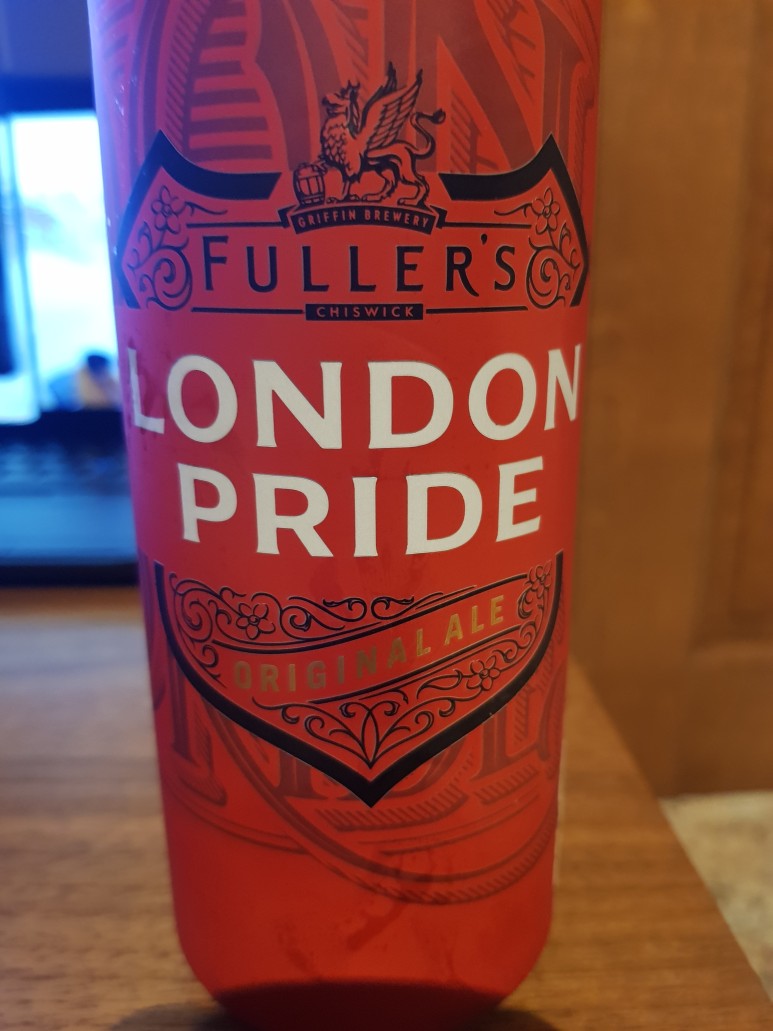 GRIFFIN BREWERY
FULLER'S
CHISWICK
LONDON
PRIDE
ORIGINAL ALE